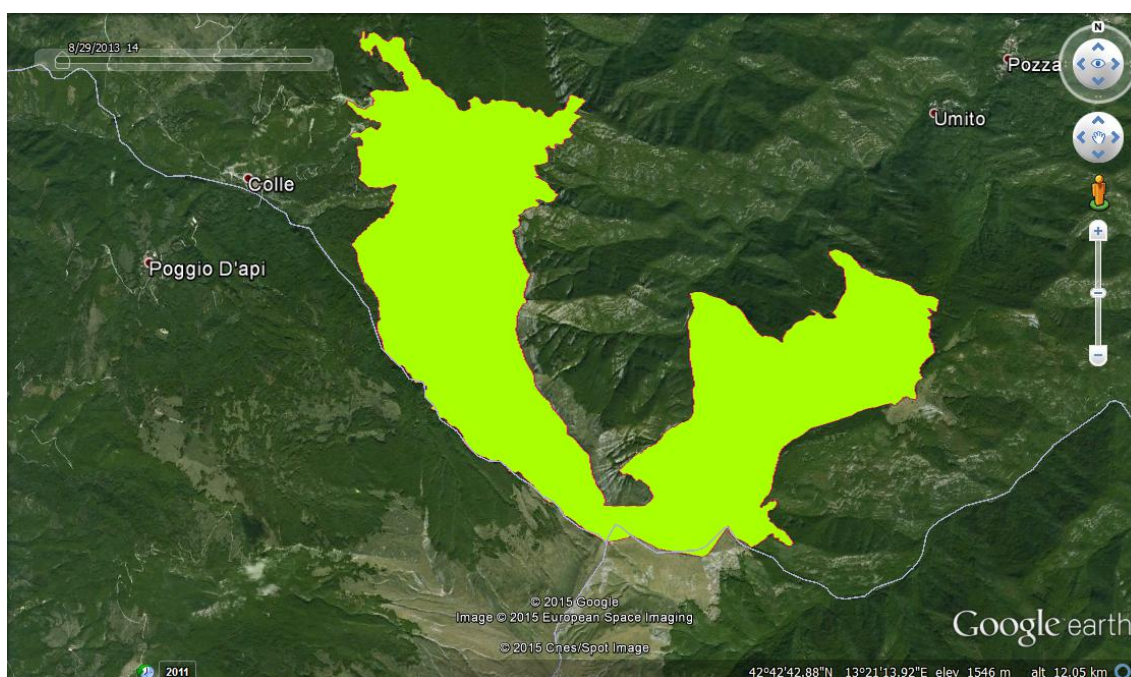 8/29/2013 14
N
Pozza
Umito
Colle
Poggio D'api
© 2015 Google
Image © 2015 European Space Imaging
© 2015 Cnes/Spot Image
Google earth
2011
42°42'42.88"N 13°21'13.92"E elev 1546 m alt 12.05 km